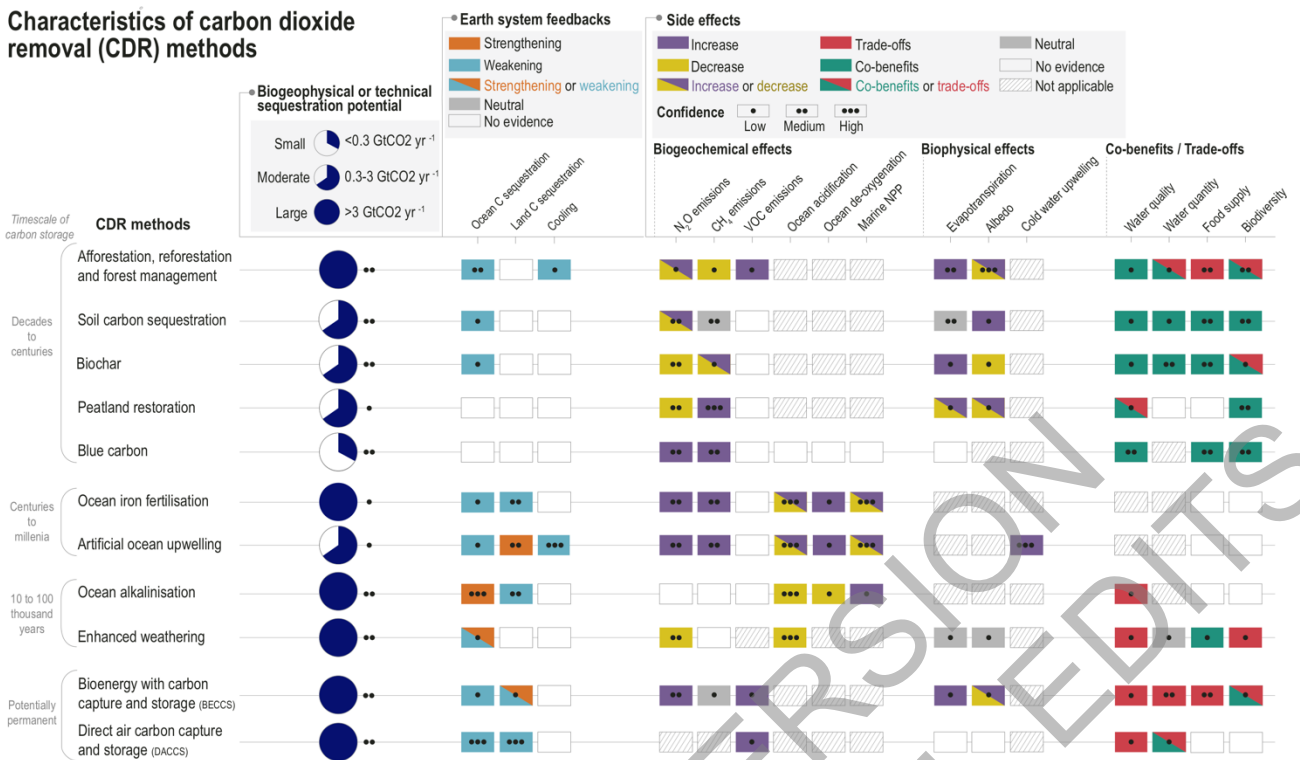 Characteristics of carbon dioxide
removal (CDR) methods
Earth system feedbacks
Strengthening
Weakening
Strengthening or weakening
Neutral
No evidence
Side effects
Increase
Decrease
Increase or decrease
Trade-offs
Co-benefits
Co-benefits or trade-offs
Neutral
No evidence
Not applicable
Confidence
Low
Medium
High
Biogeophysical or technical
sequestration potential
Small <0.3 GtCO2 yr -1
Moderate 0.3-3 GtCO2 yr -1
Large >3 GtCO2 yr -1
Biogeochemical effects
Biophysical effects
Co-benefits / Trade-offs
Ocean C sequestration
Land C sequestration
Cooling
N2O emissions
CH4 emissions
VOC emissions
Ocean acidification
Ocean de-oxygenation
Marine NPP
Evapotranspiration
Albedo
Cold water upwelling
Water quality
Water quantity
Food supply
Biodiversity
Timescale of
carbon storage
CDR methods
Decades
to
centuries
Afforestation, reforestation
and forest management
Soil carbon sequestration
Biochar
Peatland restoration
Blue carbon
Centuries
to
millenia
Ocean iron fertilisation
Artificial ocean upwelling
10 to 100
thousand
years
Ocean alkalinisation
Enhanced weathering
Potentially
permanent
Bioenergy with carbon
capture and storage (BECCS)
Direct air carbon capture
and storage (DACCS)
VERSION
EDITS